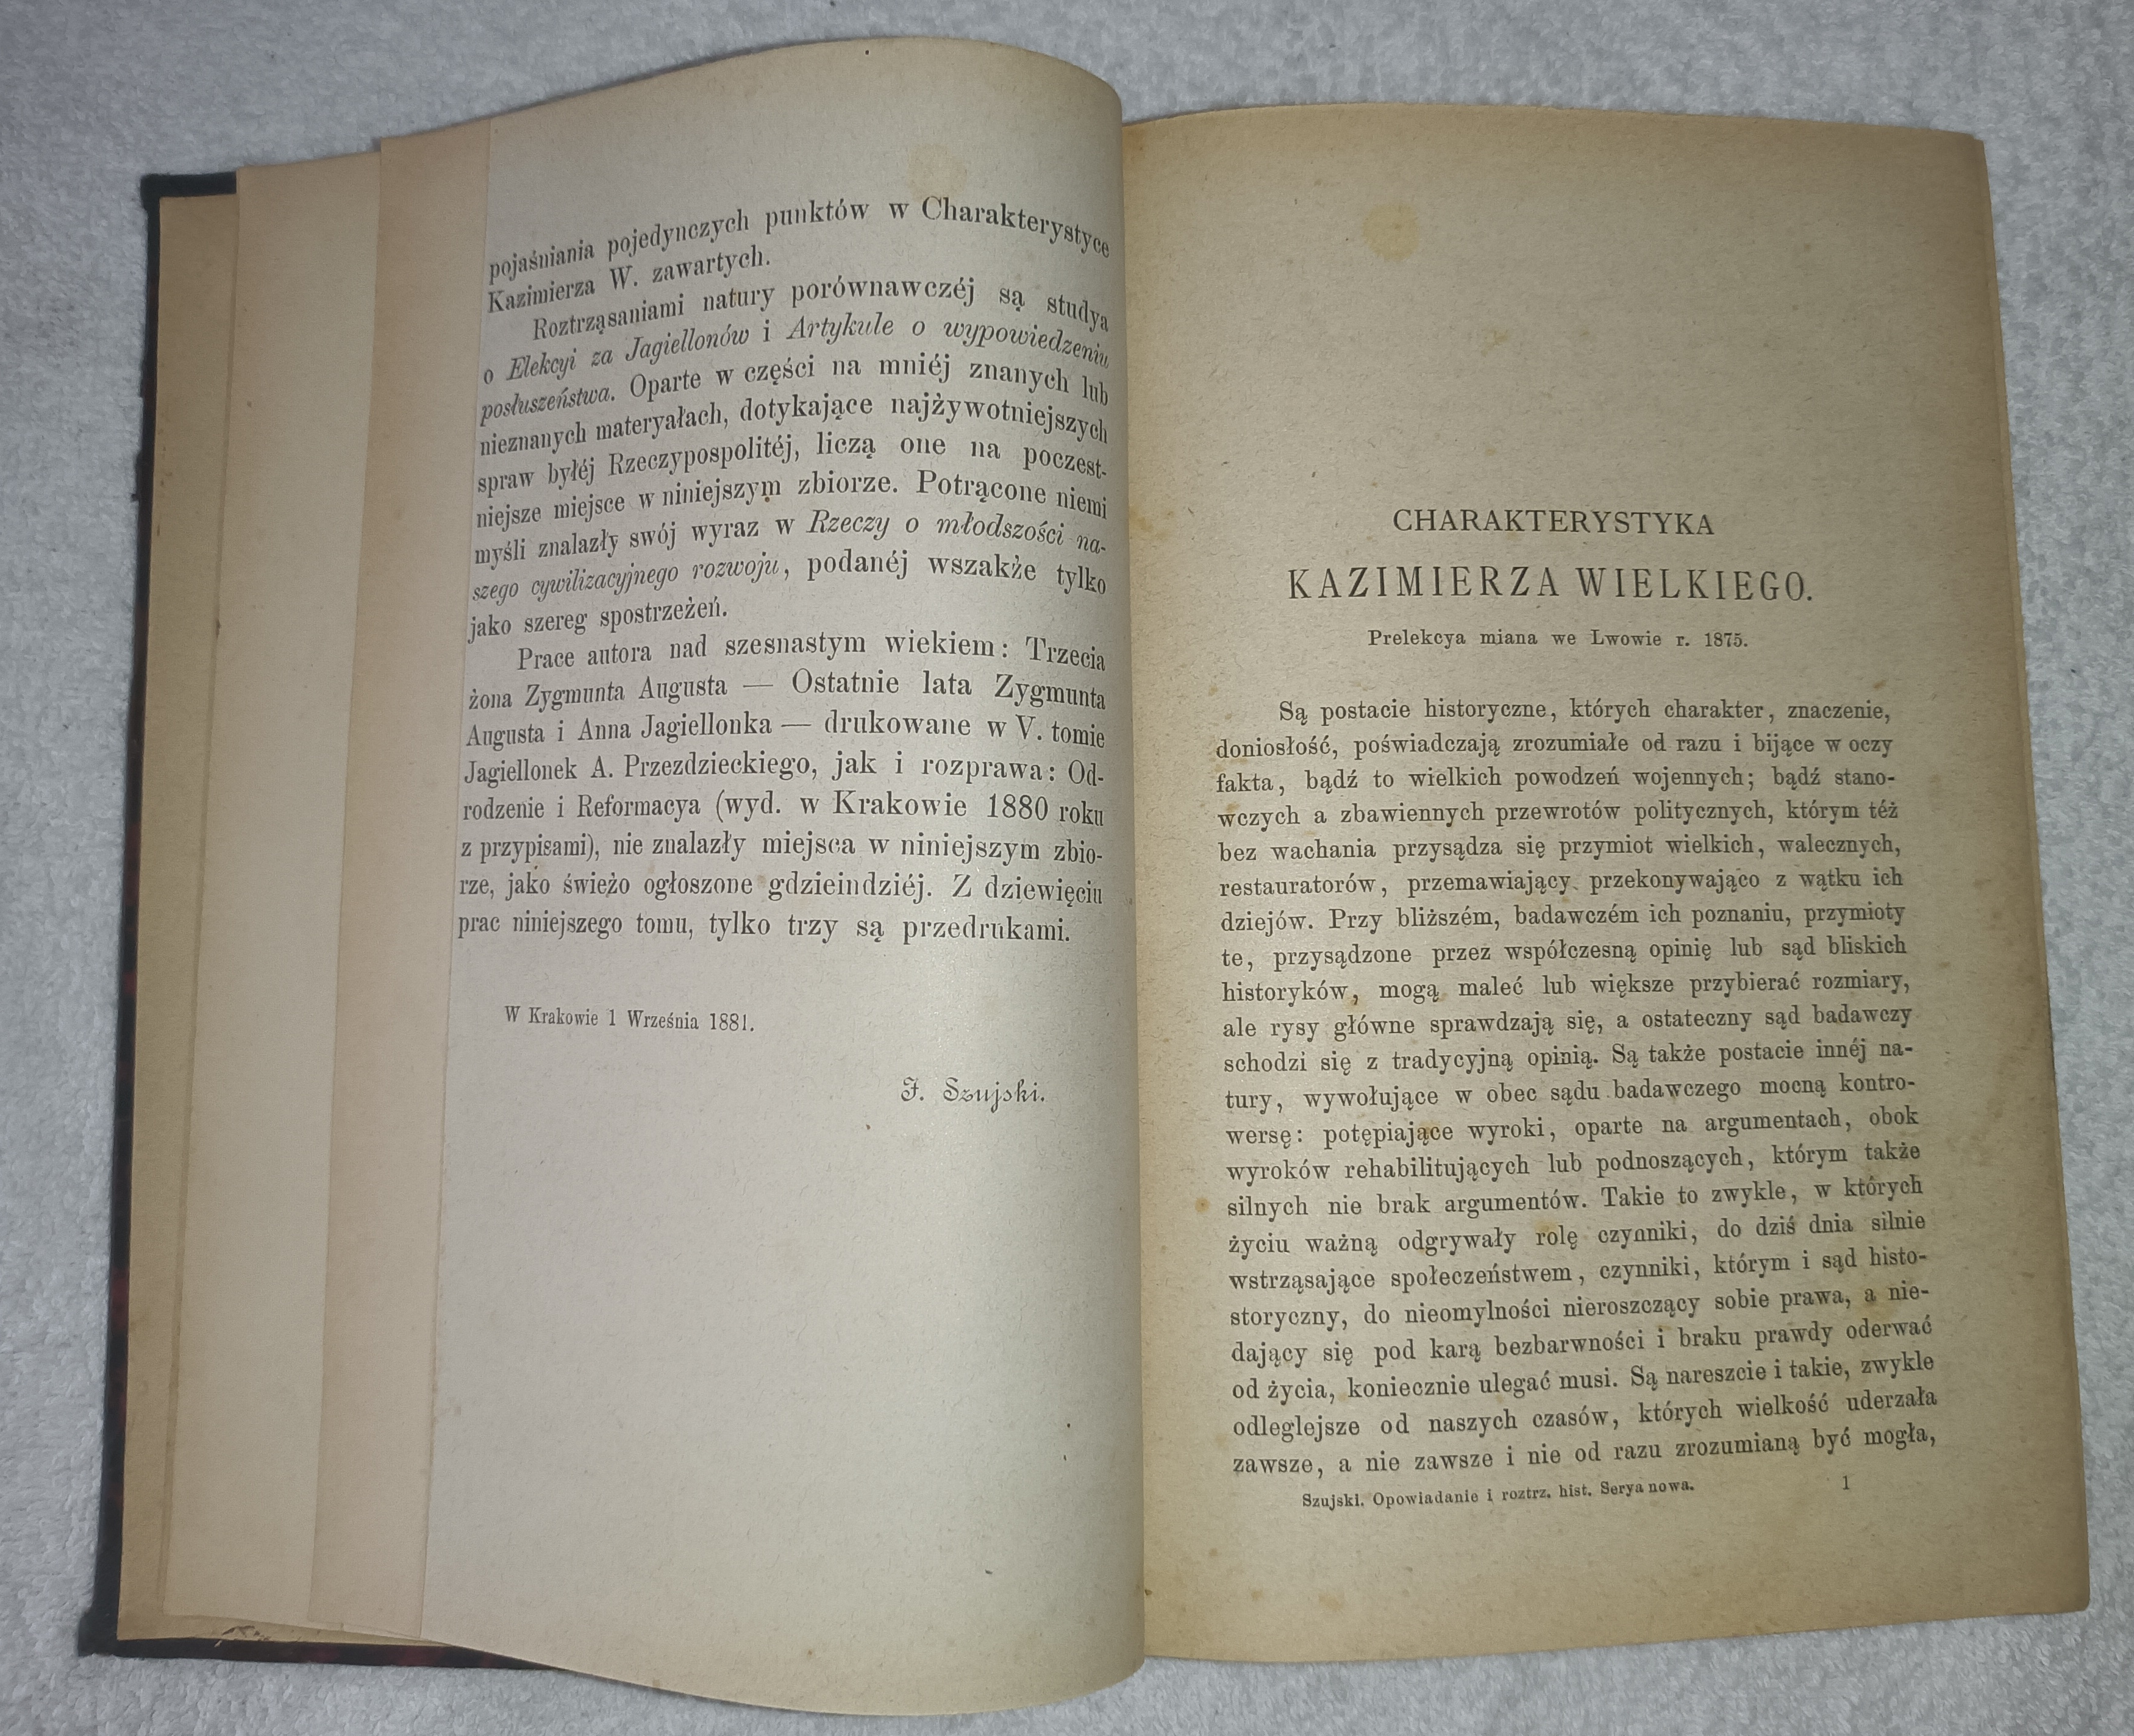 pojaśniania pojedynczych punktów w Charakterystyce
Kazimierza W. zawartych.
Roztrząsaniami natury porównawczéj są studya
o Elekcyi za Jagiellonów i Artykule o wypowiedzeniu
posłuszeństwa. Oparte w części na mniéj znanych lub
nieznanych materyałach, dotykające najżywotniejszych
spraw byłéj Rzeczypospolitéj, liczą one na poczest-
niejsze miejsce w niniejszym zbiorze. Potrącone niemi
myśli znalazły swój wyraz w Rzeczy o młodszości na-
szego cywilizacyjnego rozwoju, podanéj wszakże tylko
jako szereg spostrzeżeń.
Prace autora nad szesnastym wiekiem: Trzecia
żona Zygmunta Augusta — Ostatnie lata Zygmunta
Augusta i Anna Jagiellonka — drukowane w V. tomie
Jagiellonek A. Przezdzieckiego, jak i rozprawa: Od-
rodzenie i Reformacya (wyd. w Krakowie 1880 roku
z przypisami), nie znalazły miejsca w niniejszym zbio-
rze, jako świeżo ogłoszone gdzieindziéj. Z dziewięciu
prac niniejszego tomu, tylko trzy są przedrukami.
W Krakowie 1 Września 1881.
J. Szujski.
CHARAKTERYSTYKA
KAZIMIERZA WIELKIEGO.
Prelekcya miana we Lwowie r. 1875.
Są postacie historyczne, których charakter, znaczenie,
doniosłość, poświadczają zrozumiałe od razu i bijące w oczy
fakta, bądź to wielkich powodzeń wojennych; bądź stano-
wczych a zbawiennych przewrotów politycznych, którym téż
bez wachania przysądza się przymiot wielkich, walecznych,
restauratorów, przemawiający przekonywająco z wątku ich
dziejów. Przy bliższém, badawczém ich poznaniu, przymioty
te, przysądzone przez współczesną opinię lub sąd bliskich
historyków, mogą maleć lub większe przybierać rozmiary,
ale rysy główne sprawdzają się, a ostateczny sąd badawczy
schodzi się z tradycyjną opinią. Są także postacie innéj na-
tury, wywołujące w obec sądu badawczego mocną kontro-
wersę: potępiające wyroki, oparte na argumentach, obok
wyroków rehabilitujących lub podnoszących, którym także
silnych nie brak argumentów. Takie to zwykle, w których
życiu ważną odgrywały rolę czynniki, do dziś dnia silnie
wstrząsające społeczeństwem, czynniki, którym i sąd histo-
storyczny, do nieomylności nieroszczący sobie prawa, a nie-
dający się pod karą bezbarwności i braku prawdy oderwać
od życia, koniecznie ulegać musi. Są nareszcie i takie, zwykle
odleglejsze od naszych czasów, których wielkość uderzała
zawsze, a nie zawsze i nie od razu zrozumianą być mogła,
Szujski. Opowiadanie i roztrz. hist. Serya nowa. 1